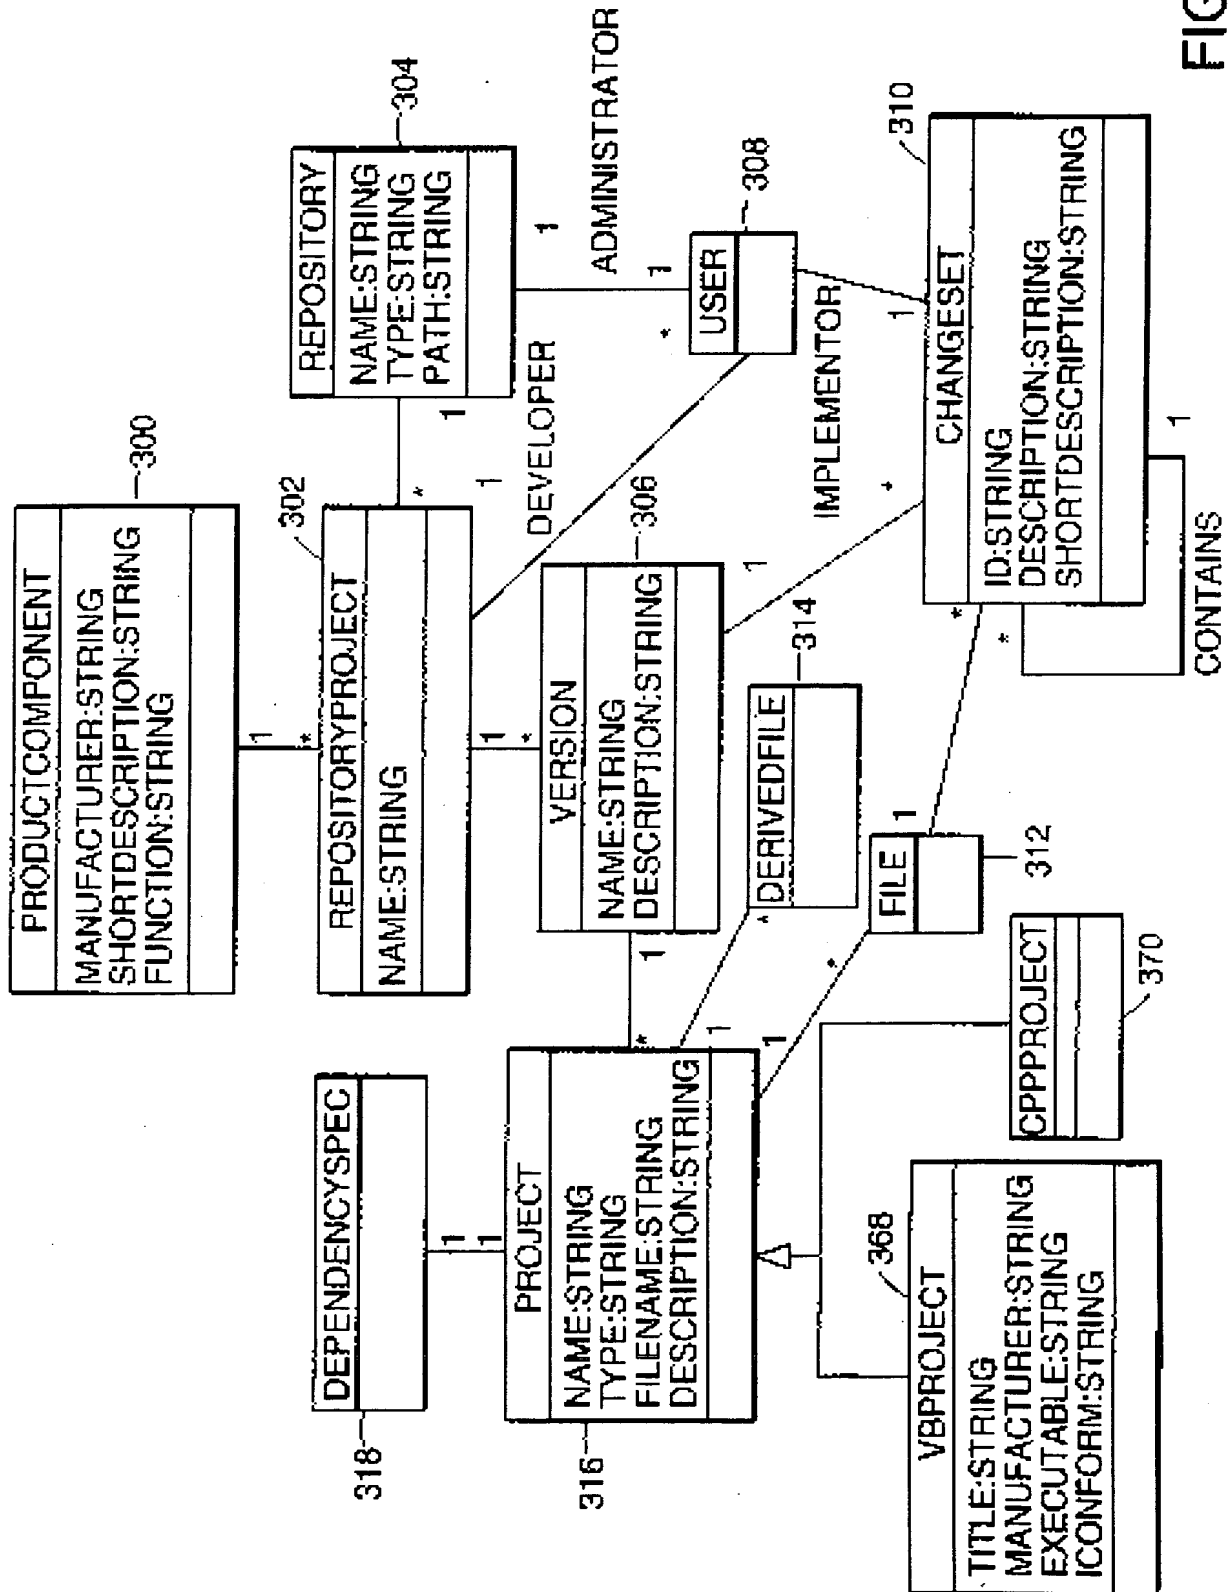 PRODUCTCOMPONENT
MANUFACTURER:STRING
SHORTDESCRIPTION:STRING
FUNCTION:STRING
300
1
*
302
REPOSITORYPROJECT
NAME:STRING
*
1
REPOSITORY
NAME:STRING
TYPE:STRING
PATH:STRING
304
1
ADMINISTRATOR
1
1
DEVELOPER
*
USER
308
IMPLEMENTOR
1
1
*
VERSION
NAME:STRING
DESCRIPTION:STRING
306
1
*
CHANGESET
ID:STRING
DESCRIPTION:STRING
SHORTDESCRIPTION:STRING
310
*
1
CONTAINS
*
1
FILE
312
*
1
DERIVEDFILE
314
*
1
1
*
DEPENDENCYSPEC
318
1
1
PROJECT
NAME:STRING
TYPE:STRING
FILENAME:STRING
DESCRIPTION:STRING
316
VBPROJECT
TITLE:STRING
MANUFACTURER:STRING
EXECUTABLE:STRING
ICONFORM:STRING
368
CPPPROJECT
370
FIG